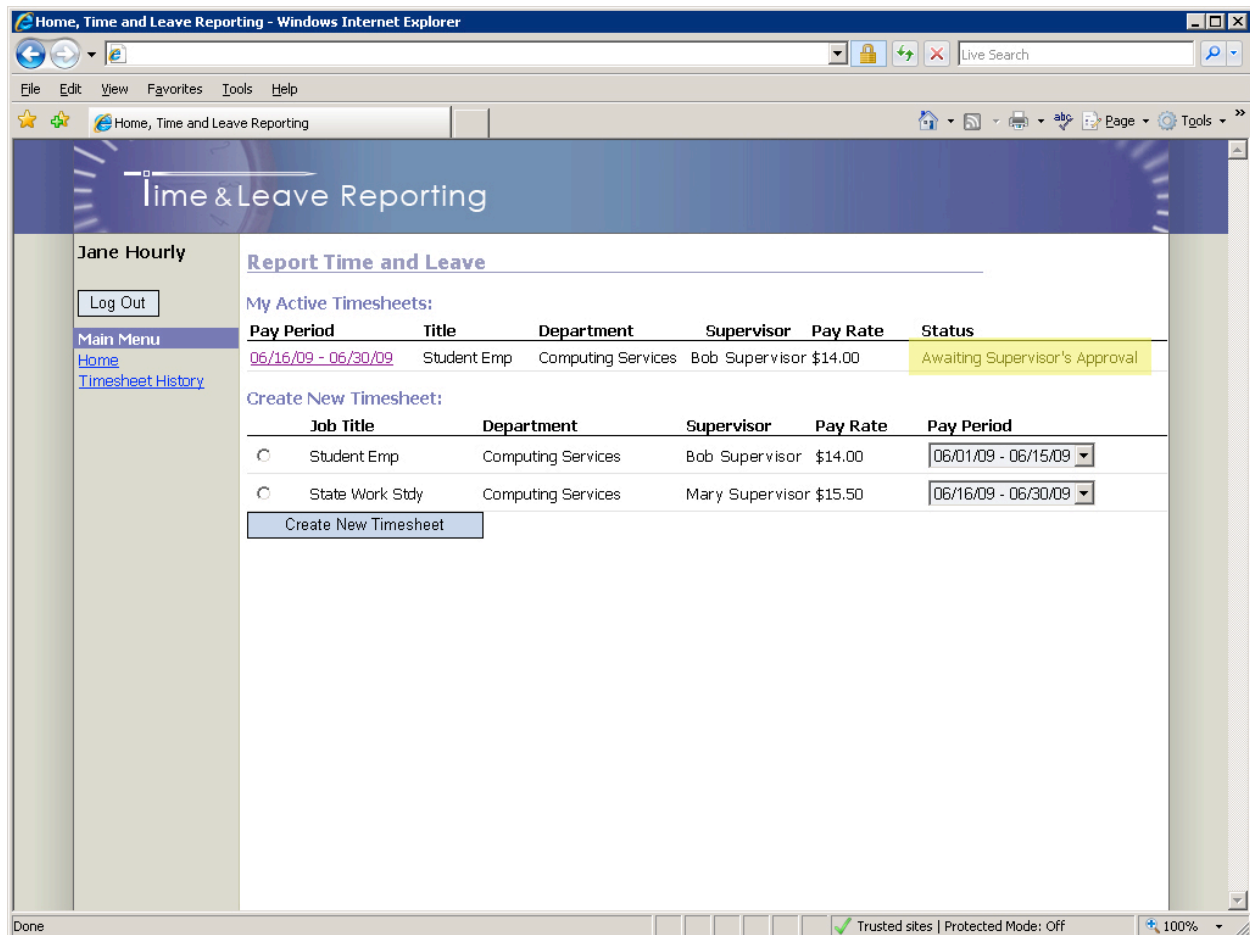 Home, Time and Leave Reporting - Windows Internet Explorer
Live Search
File Edit View Favorites Tools Help
Home, Time and Leave Reporting
Page Tools
Time & Leave Reporting
Jane Hourly
Log Out
Main Menu
Home
Timesheet History
Report Time and Leave
My Active Timesheets:
Pay Period Title Department Supervisor Pay Rate Status
06/16/09 - 06/30/09 Student Emp Computing Services Bob Supervisor $14.00 Awaiting Supervisor's Approval
Create New Timesheet:
Job Title Department Supervisor Pay Rate Pay Period
Student Emp Computing Services Bob Supervisor $14.00 06/01/09 - 06/15/09
State Work Stdy Computing Services Mary Supervisor $15.50 06/16/09 - 06/30/09
Create New Timesheet
Done Trusted sites | Protected Mode: Off 100%